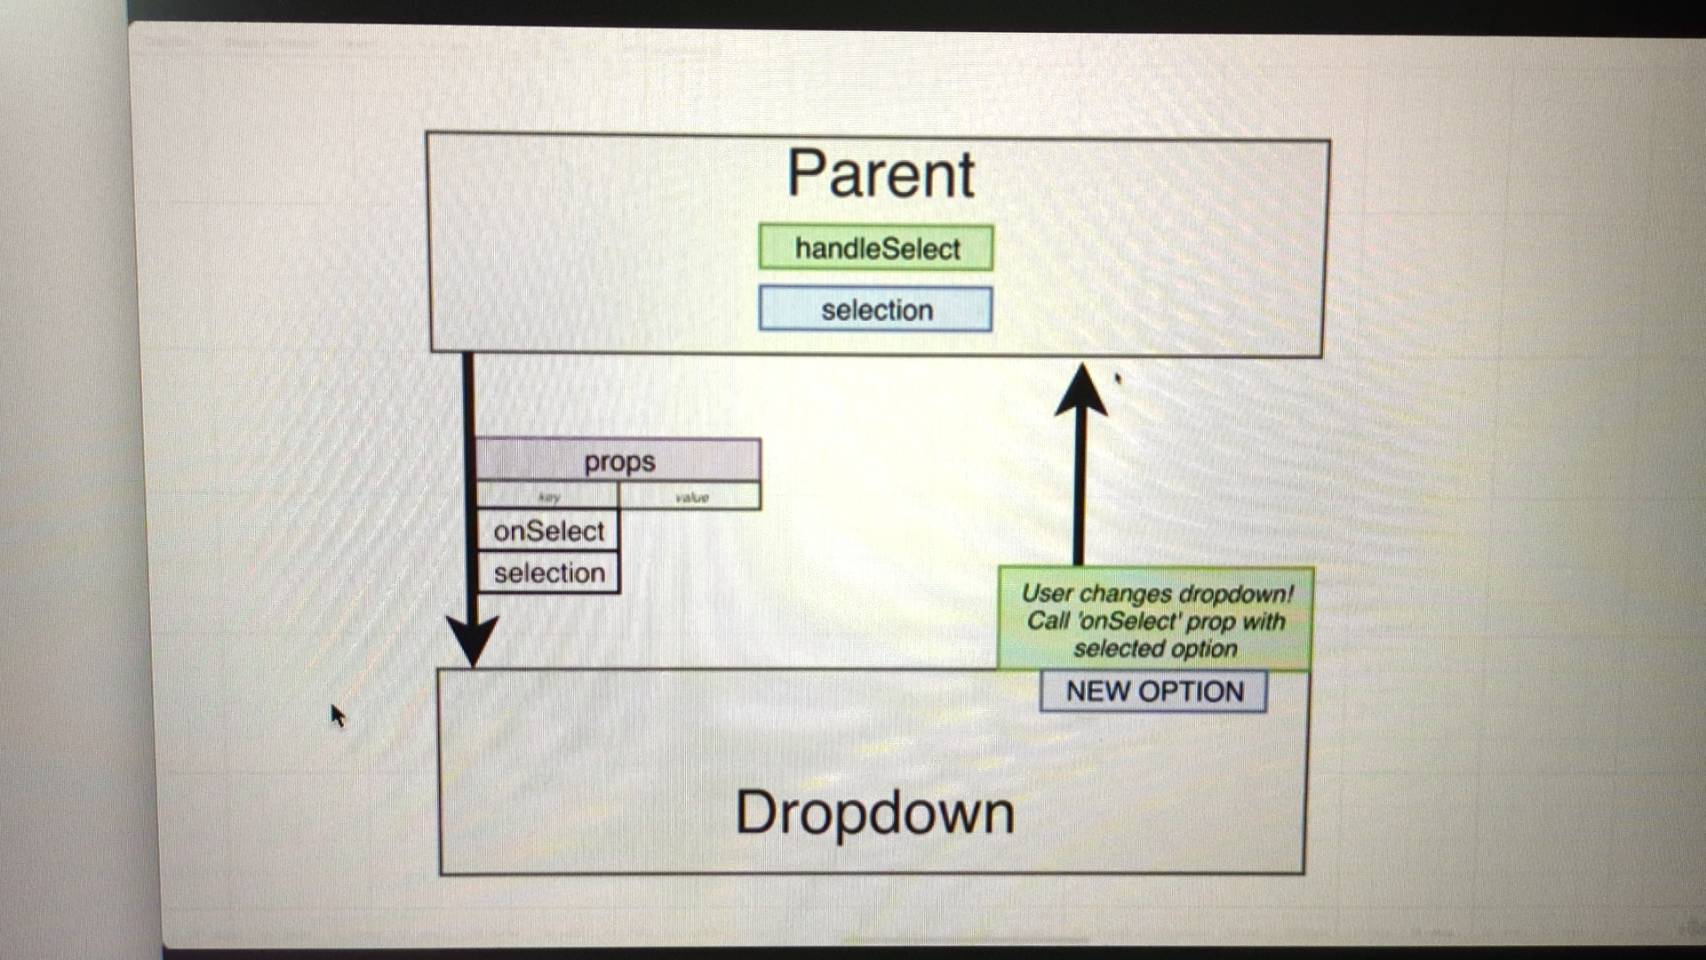 Parent
handleSelect
selection
props
key value
onSelect
selection
User changes dropdown!
Call 'onSelect' prop with
selected option
NEW OPTION
Dropdown